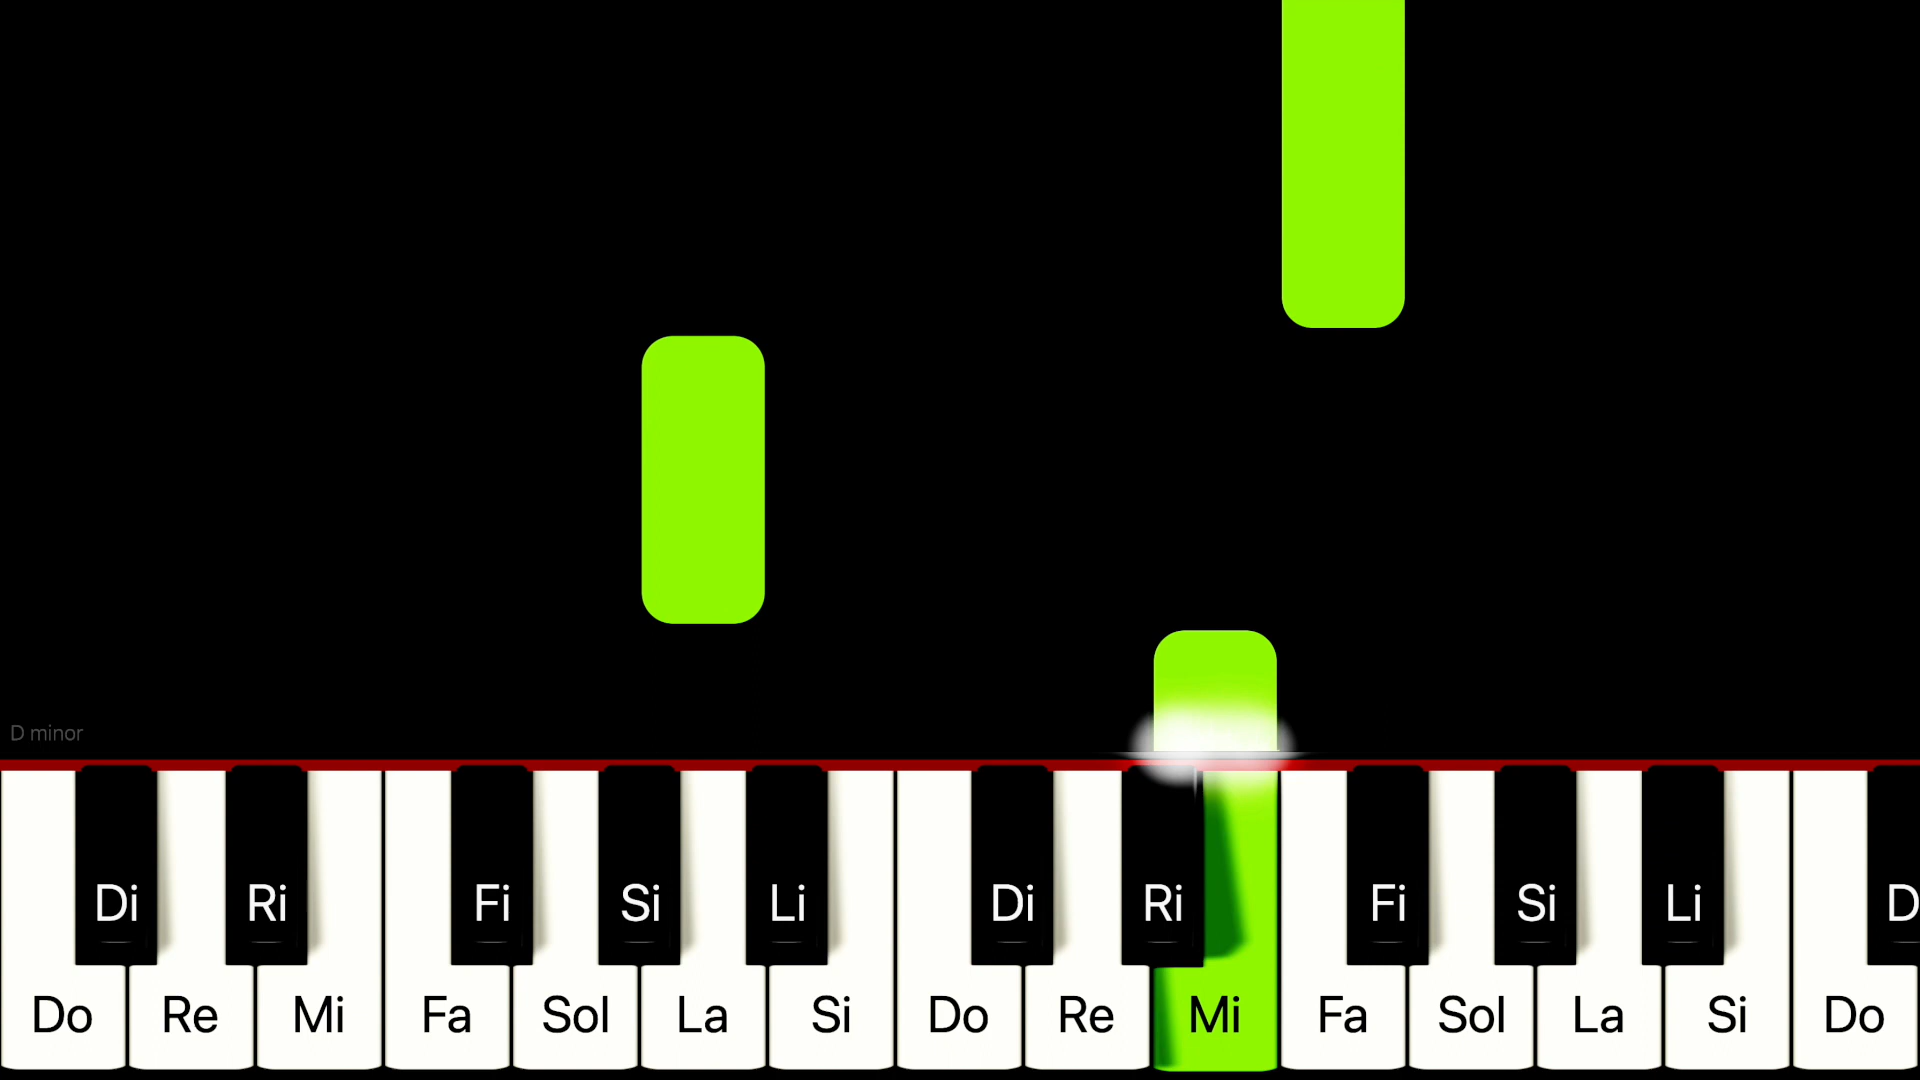 D minor
Di Ri Fi Si Li Di Ri Fi Si Li D
Do Re Mi Fa Sol La Si Do Re Mi Fa Sol La Si Do